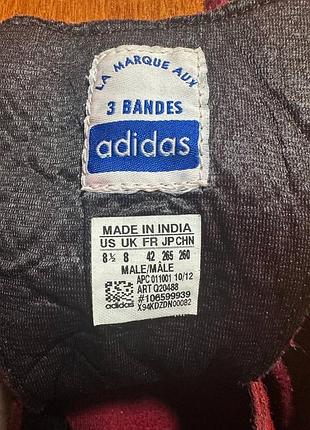 LA MARQUE AUX
3 BANDES
adidas
MADE IN INDIA
US UK FR JP CHN
8½ 8 42 265 260
MALE/MÂLE
APC 011001 10/12
ART Q20488
#106599939
adidas X94KDZDN00082